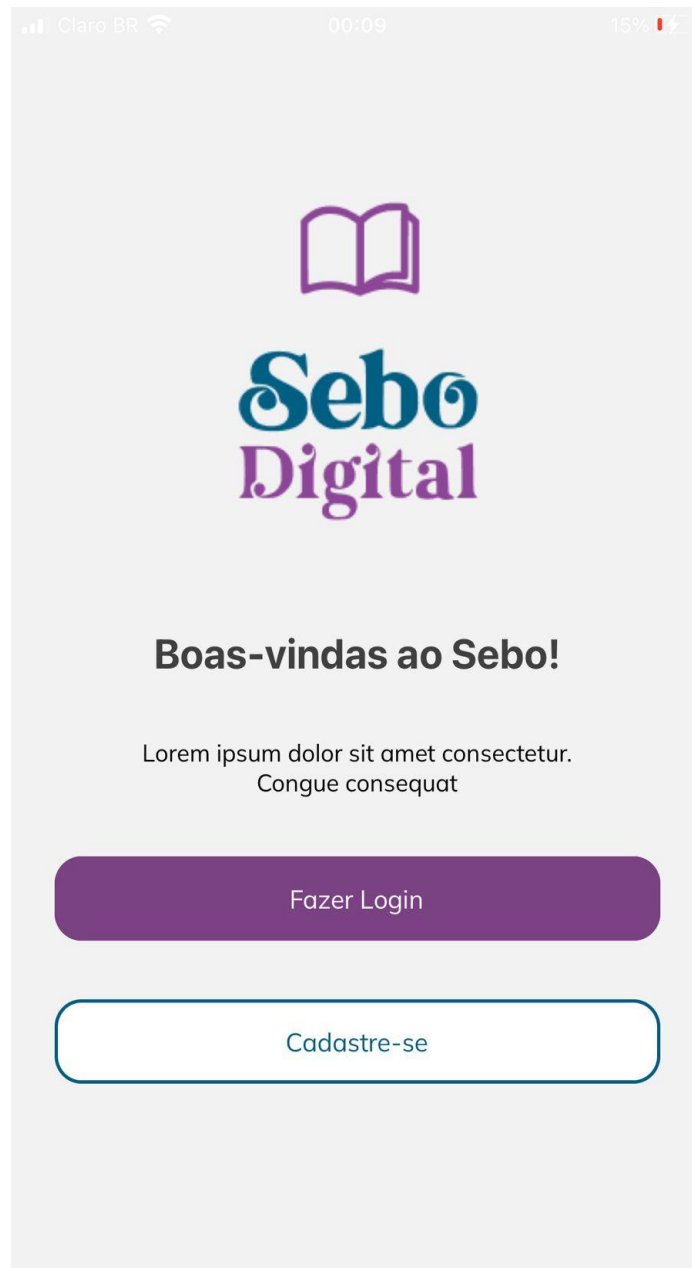 Claro BR
00:09
15%
Sebo
Digital
Boas-vindas ao Sebo!
Lorem ipsum dolor sit amet consectetur.
Congue consequat
Fazer Login
Cadastre-se